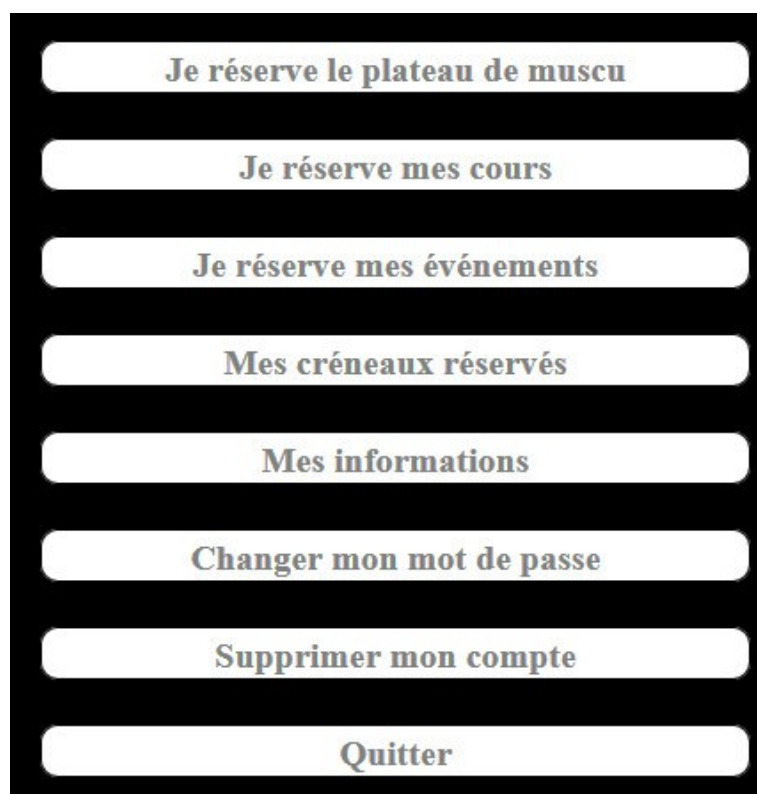 Je réserve le plateau de muscu
Je réserve mes cours
Je réserve mes événements
Mes créneaux réservés
Mes informations
Changer mon mot de passe
Supprimer mon compte
Quitter